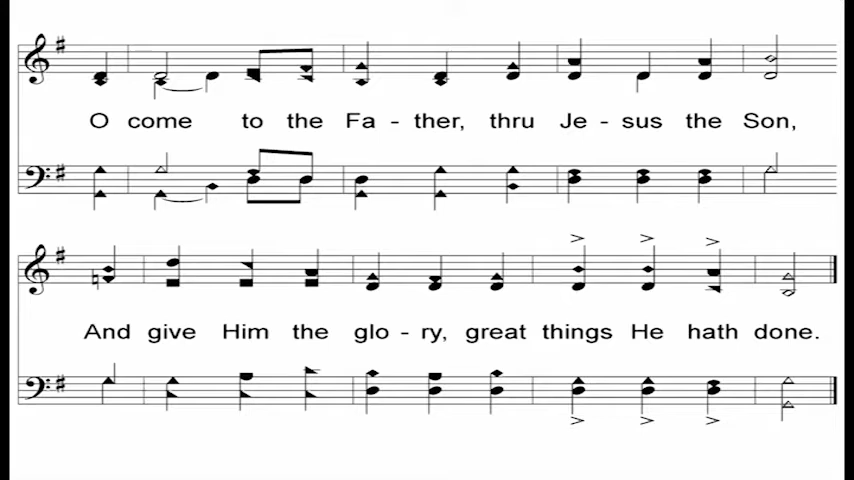 O come to the Fa - ther, thru Je - sus the Son,
And give Him the glo - ry, great things He hath done.